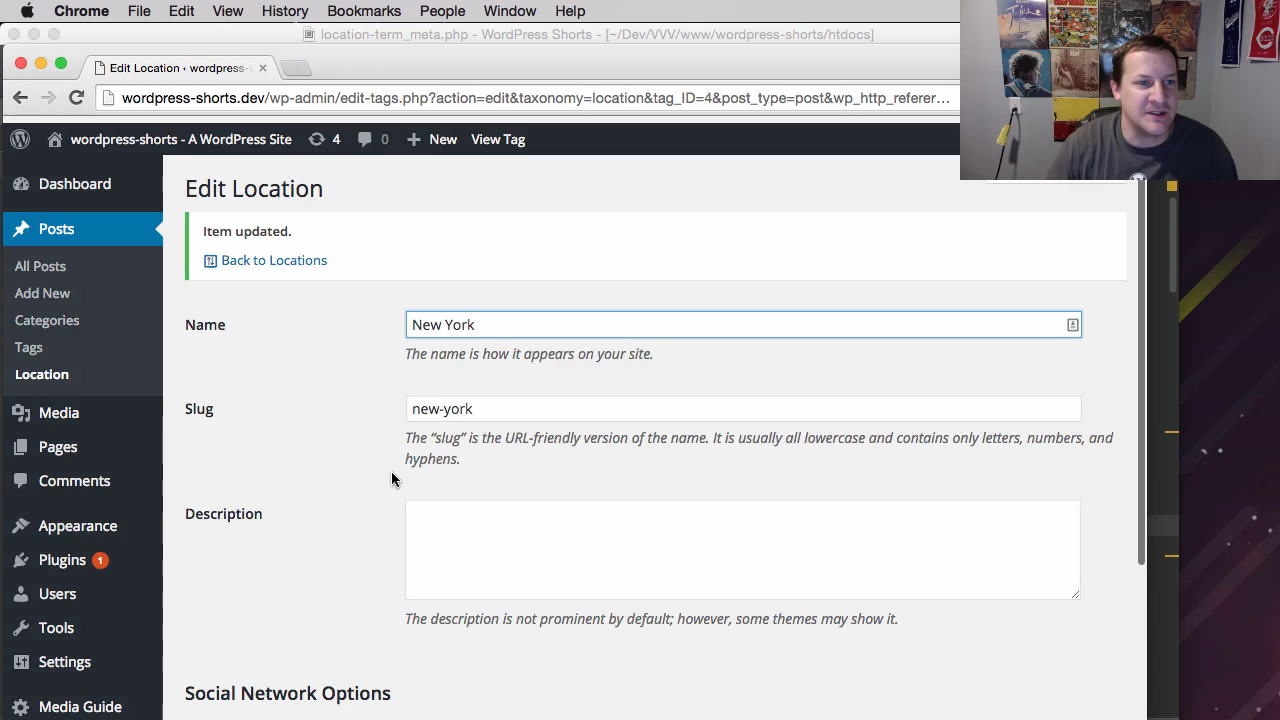 Chrome File Edit View History Bookmarks People Window Help
location-term_meta.php - WordPress Shorts - [~/Dev/VVV/www/wordpress-shorts/htdocs]
Edit Location ‹ wordpress-
wordpress-shorts.dev/wp-admin/edit-tags.php?action=edit&taxonomy=location&tag_ID=4&post_type=post&wp_http_referer…
wordpress-shorts - A WordPress Site 4 0 New View Tag
Dashboard
Posts
All Posts
Add New
Categories
Tags
Location
Media
Pages
Comments
Appearance
Plugins 1
Users
Tools
Settings
Media Guide
Edit Location
Item updated.
Back to Locations
Name
New York
The name is how it appears on your site.
Slug
new-york
The “slug” is the URL-friendly version of the name. It is usually all lowercase and contains only letters, numbers, and
hyphens.
Description
The description is not prominent by default; however, some themes may show it.
Social Network Options